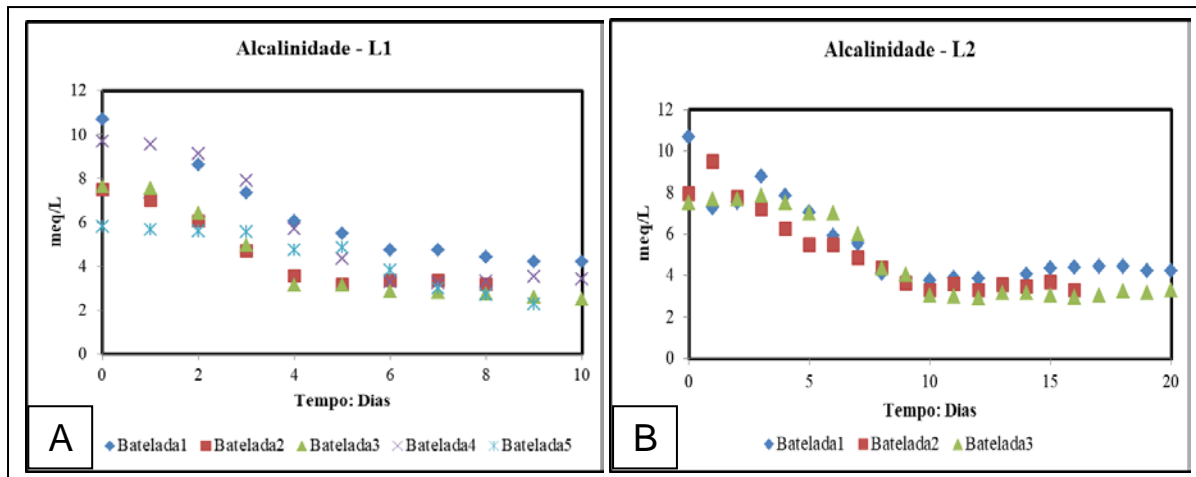 Alcalinidade - L1
12
10
8
6
4
2
0
meq/L
0 2 4 6 8 10
Tempo: Dias
Batelada1 Batelada2 Batelada3 Batelada4 Batelada5
A
Alcalinidade - L2
12
10
8
6
4
2
0
meq/L
0 5 10 15 20
Tempo: Dias
Batelada1 Batelada2 Batelada3
B